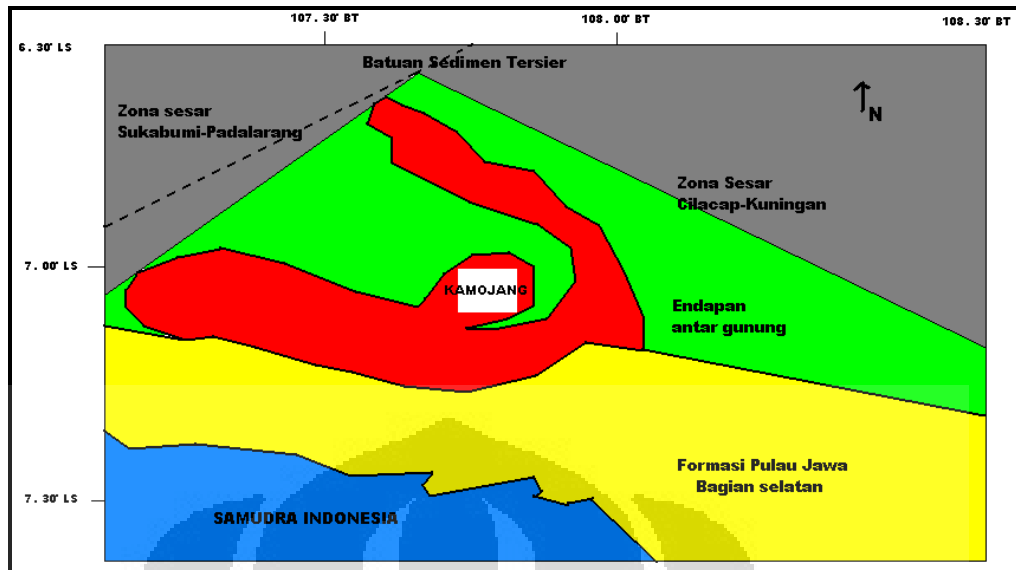 107.30' BT
108.00' BT
108.30' BT
6.30' LS
Batuan Sedimen Tersier
Zona sesar
Sukabumi-Padalarang
N
Zona Sesar
Cilacap-Kuningan
7.00' LS
KAMOJANG
Endapan
antar gunung
Formasi Pulau Jawa
Bagian selatan
7.30' LS
SAMUDRA INDONESIA